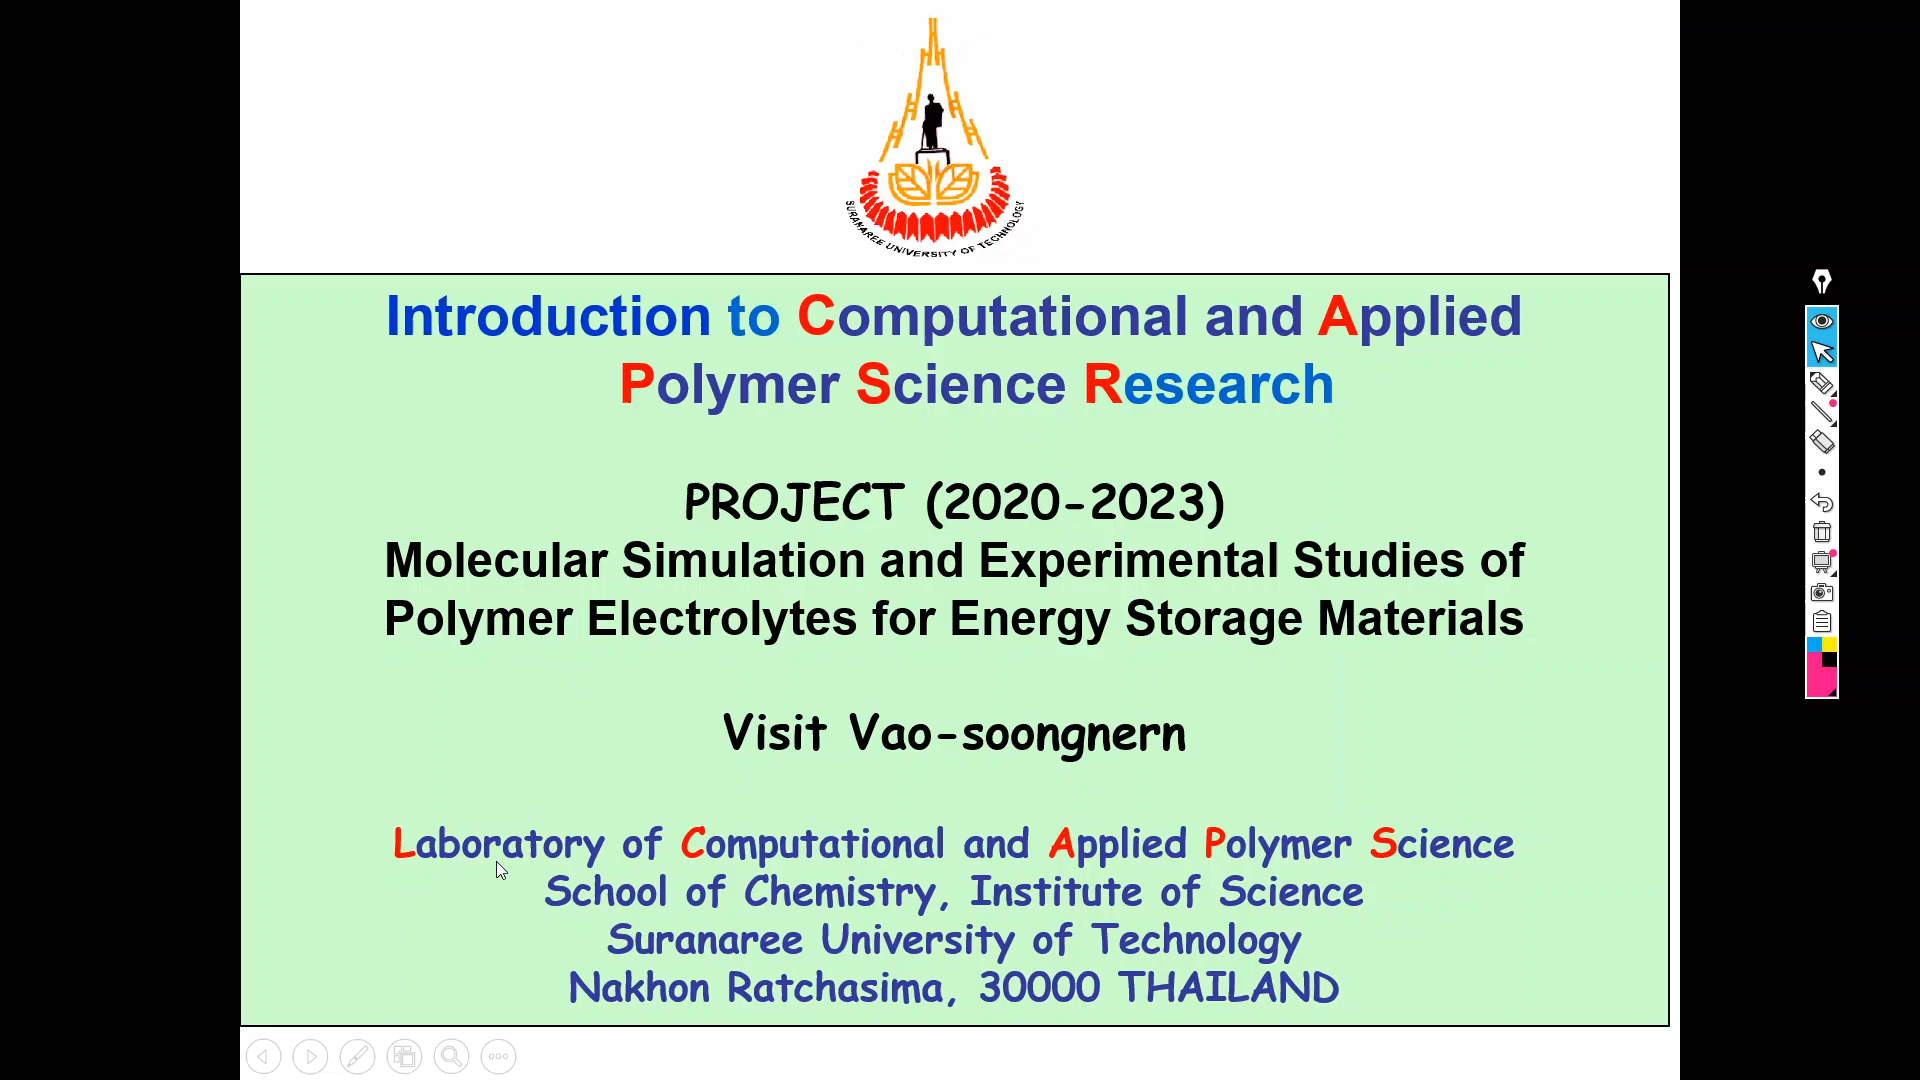 SURANAREE UNIVERSITY OF TECHNOLOGY
Introduction to Computational and Applied
Polymer Science Research
PROJECT (2020-2023)
Molecular Simulation and Experimental Studies of
Polymer Electrolytes for Energy Storage Materials
Visit Vao-soongnern
Laboratory of Computational and Applied Polymer Science
School of Chemistry, Institute of Science
Suranaree University of Technology
Nakhon Ratchasima, 30000 THAILAND